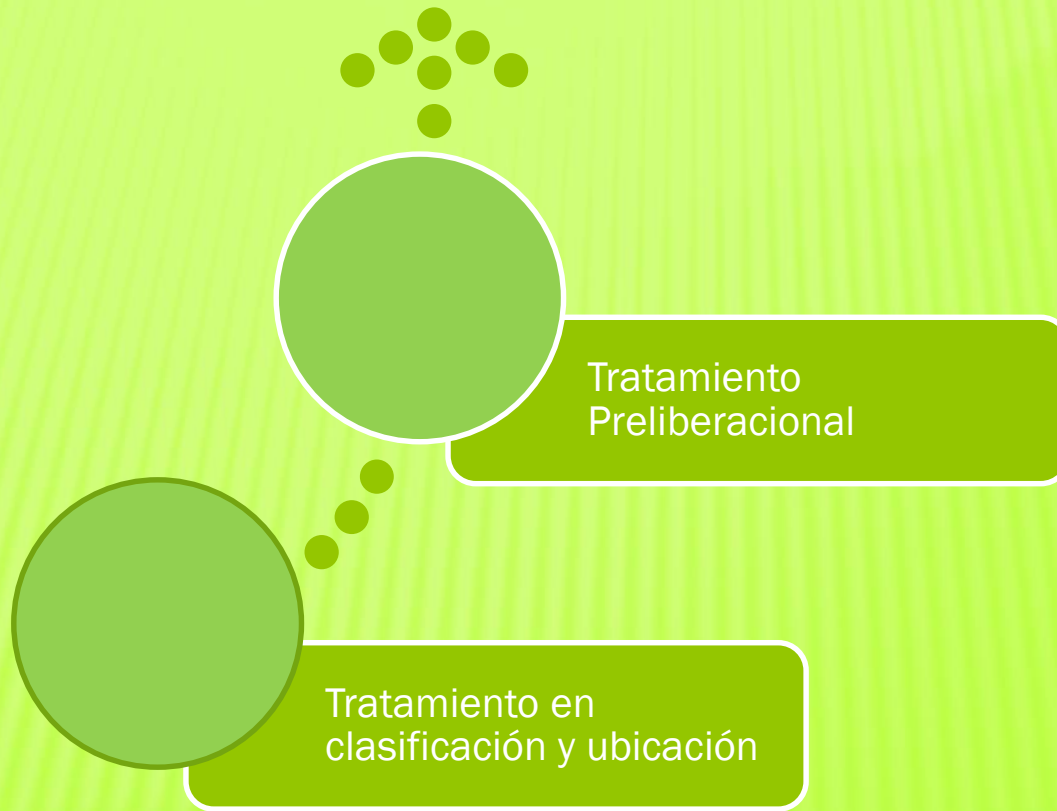 Tratamiento
Preliberacional
Tratamiento en
clasificación y ubicación